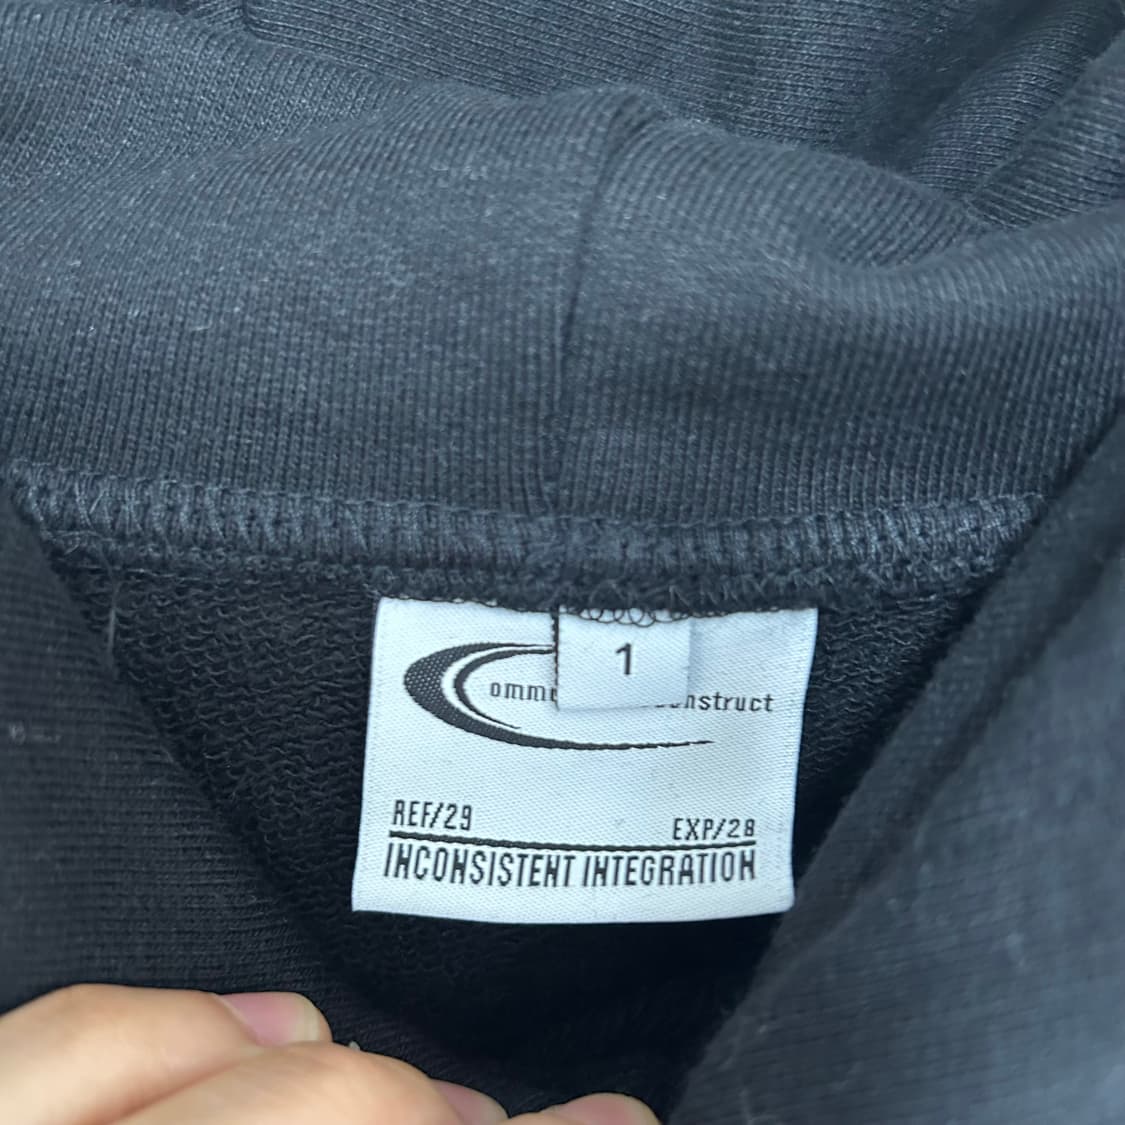 1
REF/29
EXP/28
INCONSISTENT INTEGRATION